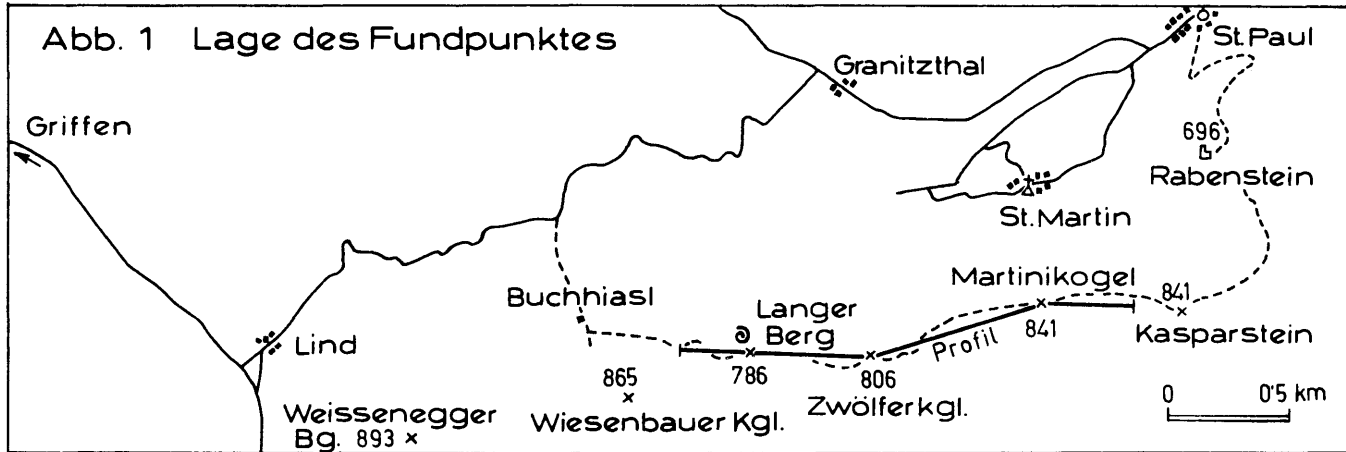 Abb. 1 Lage des Fundpunktes
St. Paul
Granitzthal
Griffen
696
Rabenstein
St. Martin
Martinikogel
841
Buchhiasl
Langer
Berg
841
Kasparstein
Profil
Lind
865
786
806
0 0'5 km
Wiesenbauer Kgl.
Zwölferkgl.
Weissenegger
Bg. 893